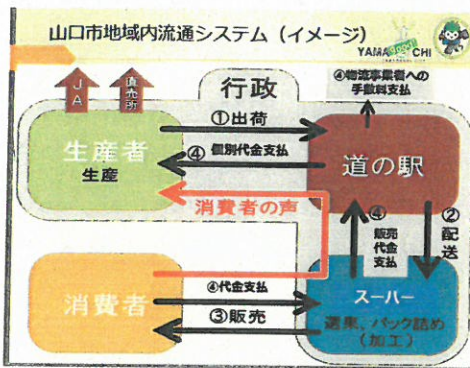 山口市地域内流通システム（イメージ）
YAMA
CHI
JA
直売所
行政
④物流事業者への
手数料支払
生産者
生産
①出荷
④
個別代金支払
道の駅
消費者の声
④
販売
代金
支払
②配送
消費者
④代金支払
③販売
スーパー
選果、パック詰め
（加工）